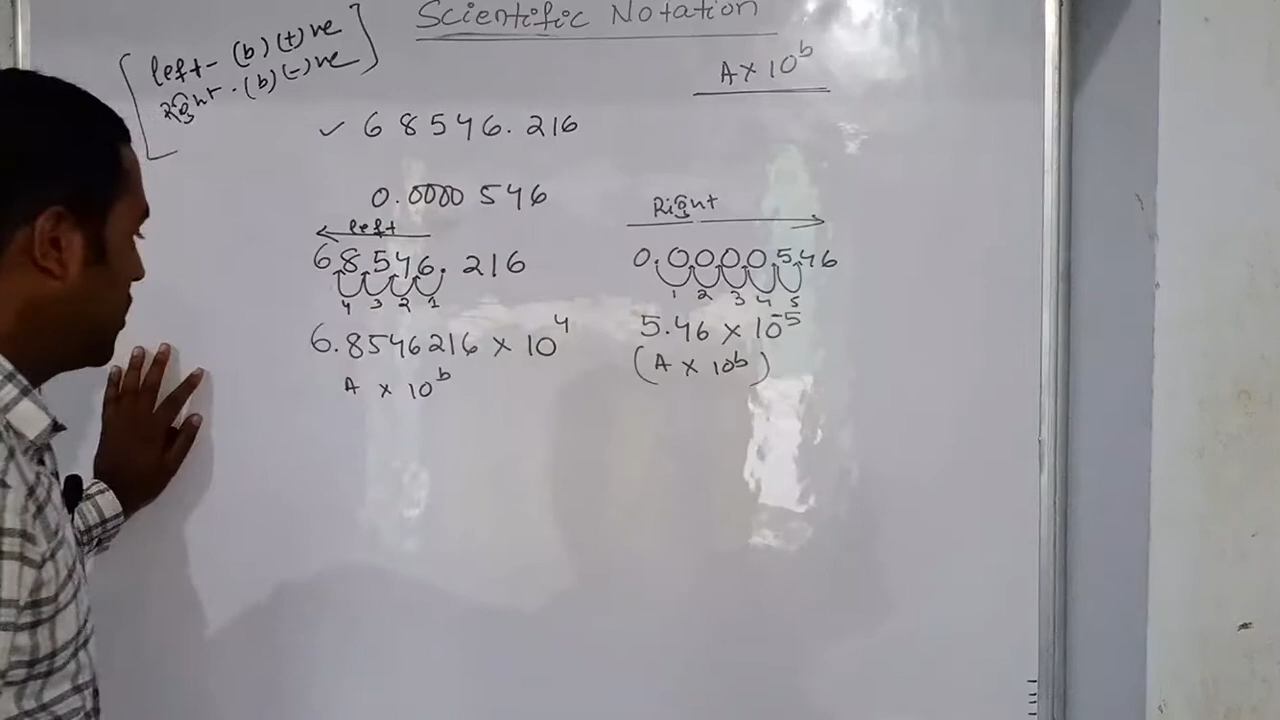 Scientific Notation
[left - (b) (+) ve
Right - (b) (-) ve]
A × 10^b
✓ 68546.216
0.0000546
left
68546.216
4 3 2 1
6.8546216 × 10^4
A × 10^b
Right
0.0000546
1 2 3 4 5
5.46 × 10^-5
(A × 10^b)